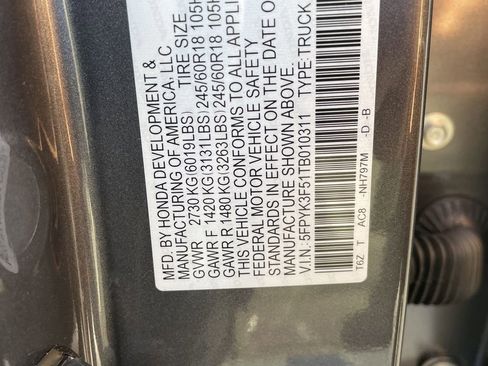 MFD. BY HONDA DEVELOPMENT &
MANUFACTURING OF AMERICA, LLC
TIRE SIZE
GVWR 2730 KG(6019LBS)
GAWR F 1420 KG(3131LBS) 245/60R18 105H
GAWR R 1480 KG(3263LBS) 245/60R18 105H
THIS VEHICLE CONFORMS TO ALL APPLI
FEDERAL MOTOR VEHICLE SAFETY
STANDARDS IN EFFECT ON THE DATE O
MANUFACTURE SHOWN ABOVE.
V.I.N.: 5FPYK3F51TB010311 TYPE: TRUCK
T6Z T AC8 -NH797M -D -B